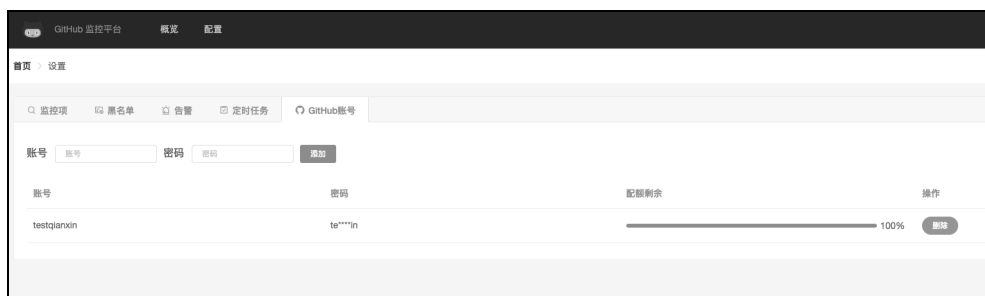 GitHub 监控平台 概览 配置
首页 > 设置
监控项 黑名单 告警 定时任务 GitHub账号
账号 账号 密码 密码 添加
账号 密码 配额剩余 操作
testqianxin te****in 100% 删除